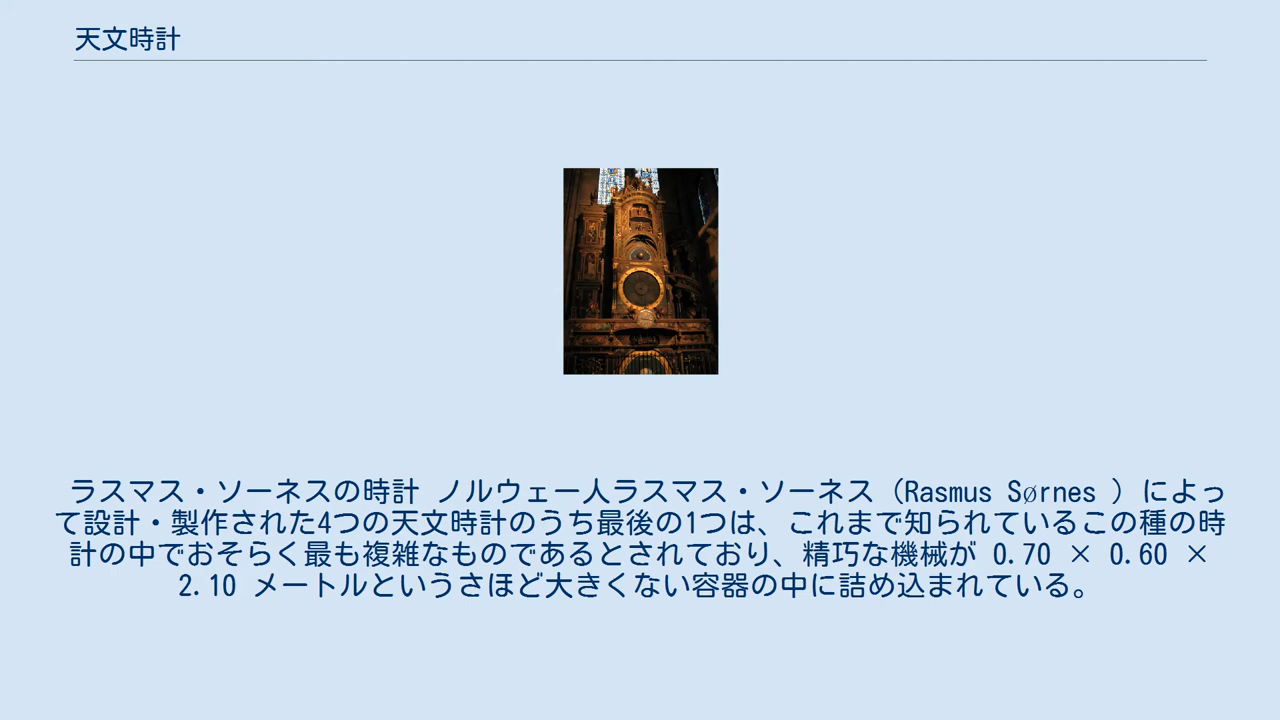 天文時計
ラスマス・ソーネスの時計 ノルウェー人ラスマス・ソーネス（Rasmus Sørnes ）によっ
て設計・製作された4つの天文時計のうち最後の1つは、これまで知られているこの種の時
計の中でおそらく最も複雑なものであるとされており、精巧な機械が 0.70 × 0.60 ×
2.10 メートルというさほど大きくない容器の中に詰め込まれている。